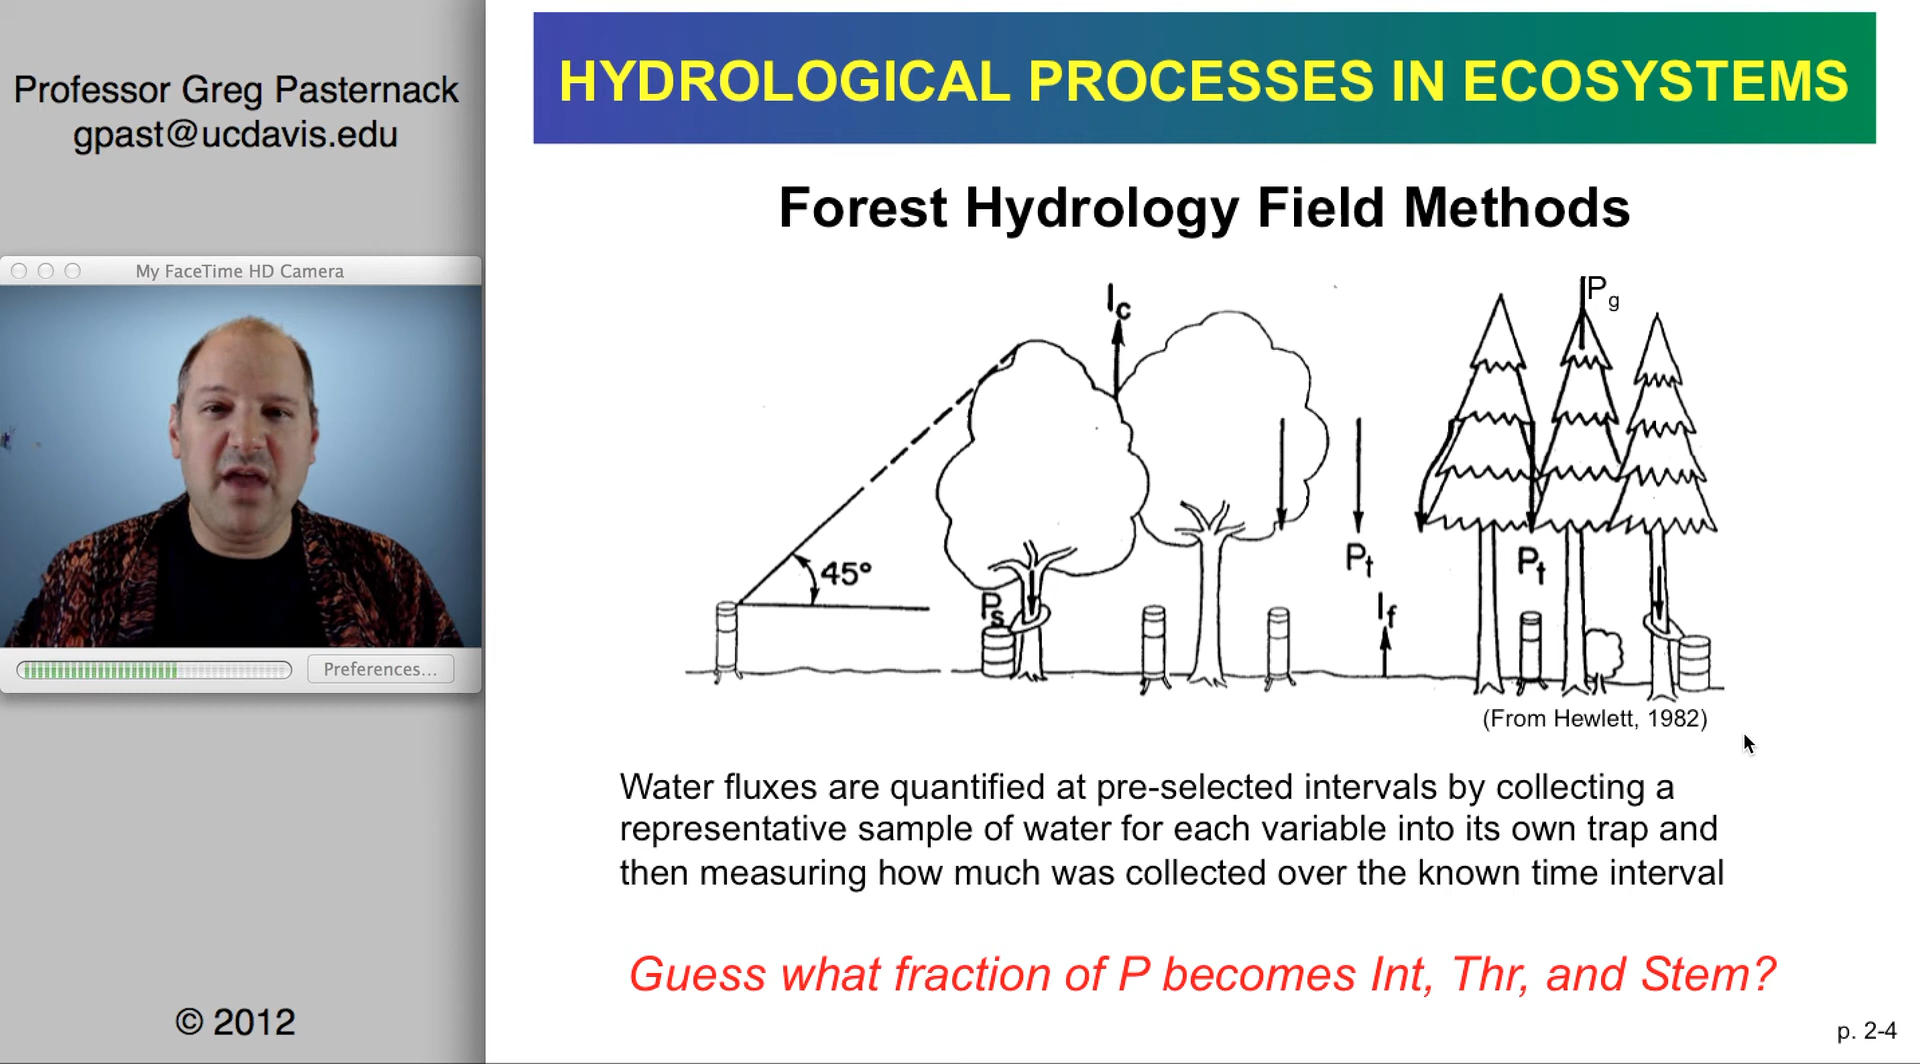 Professor Greg Pasternack
gpast@ucdavis.edu
My FaceTime HD Camera
Preferences...
© 2012
HYDROLOGICAL PROCESSES IN ECOSYSTEMS
Forest Hydrology Field Methods
Ic
Pg
45°
Ps
Pt
If
Pt
(From Hewlett, 1982)
Water fluxes are quantified at pre-selected intervals by collecting a
representative sample of water for each variable into its own trap and
then measuring how much was collected over the known time interval
Guess what fraction of P becomes Int, Thr, and Stem?
p. 2-4